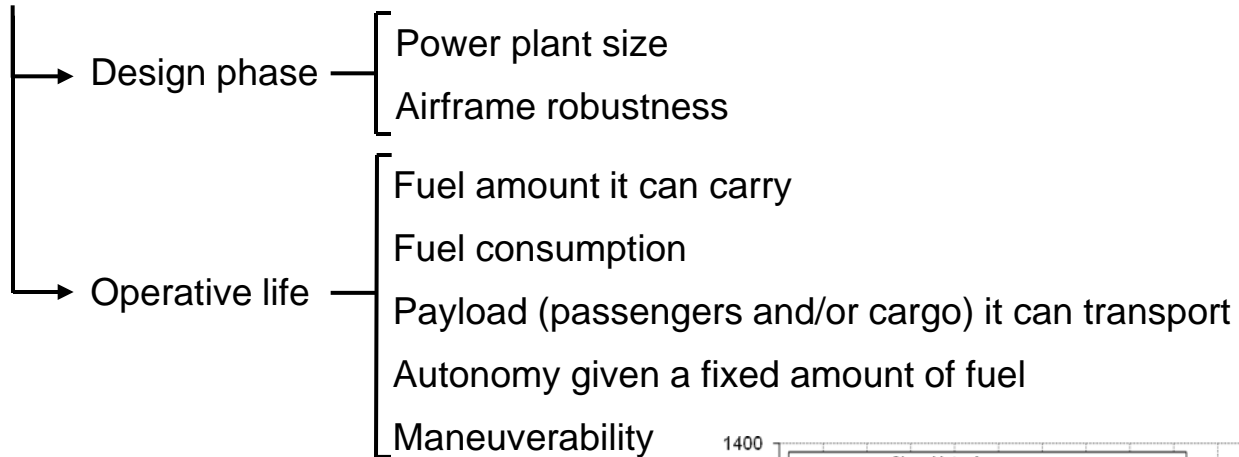 Design phase
Power plant size
Airframe robustness
Operative life
Fuel amount it can carry
Fuel consumption
Payload (passengers and/or cargo) it can transport
Autonomy given a fixed amount of fuel
Maneuverability
1400